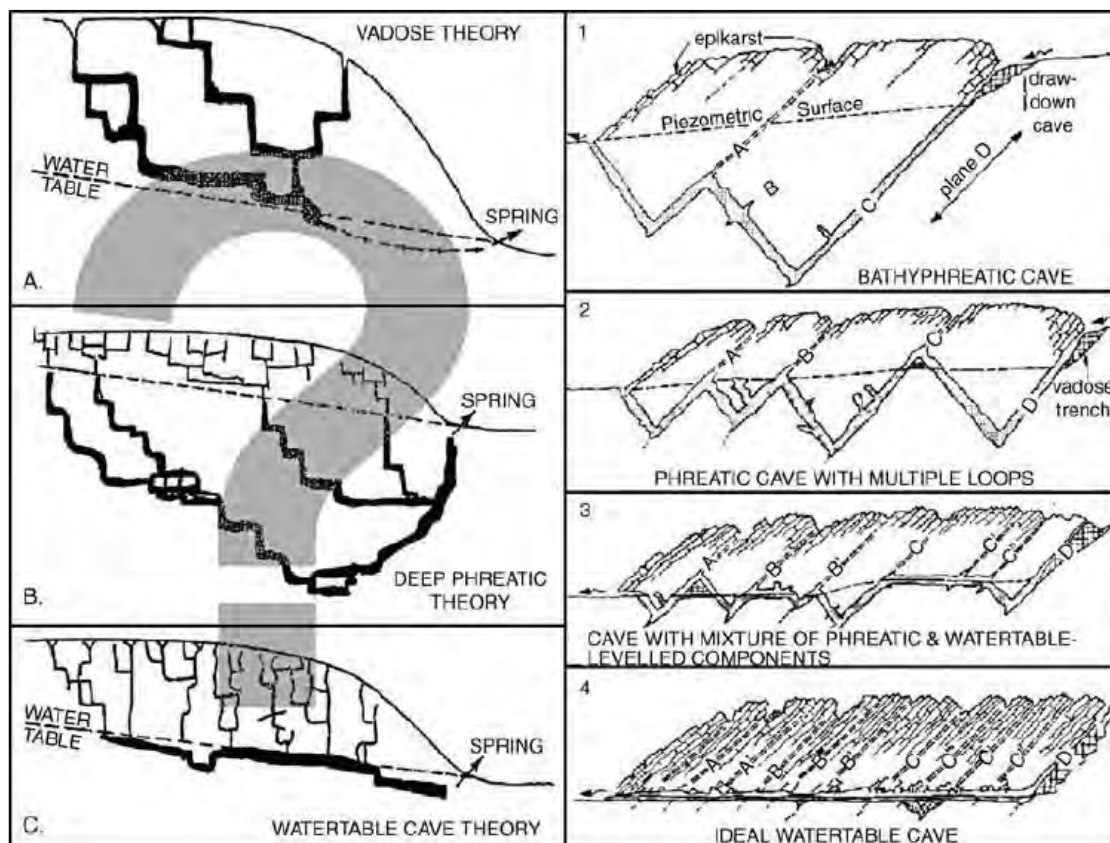 VADOSE THEORY
WATER
TABLE
SPRING
A.
SPRING
DEEP PHREATIC
THEORY
B.
WATER
TABLE
SPRING
C.
WATERTABLE CAVE THEORY
1
epikarst
draw-
down
cave
Piezometric Surface
A
B
C
plane D
BATHYPHREATIC CAVE
2
A
B
C
D
vadose
trench
PHREATIC CAVE WITH MULTIPLE LOOPS
3
A
B
B'
C
C'
C'
D
CAVE WITH MIXTURE OF PHREATIC & WATERTABLE-
LEVELLED COMPONENTS
4
A
A'
B
B'
B'
C
C'
C'
C'
D
IDEAL WATERTABLE CAVE